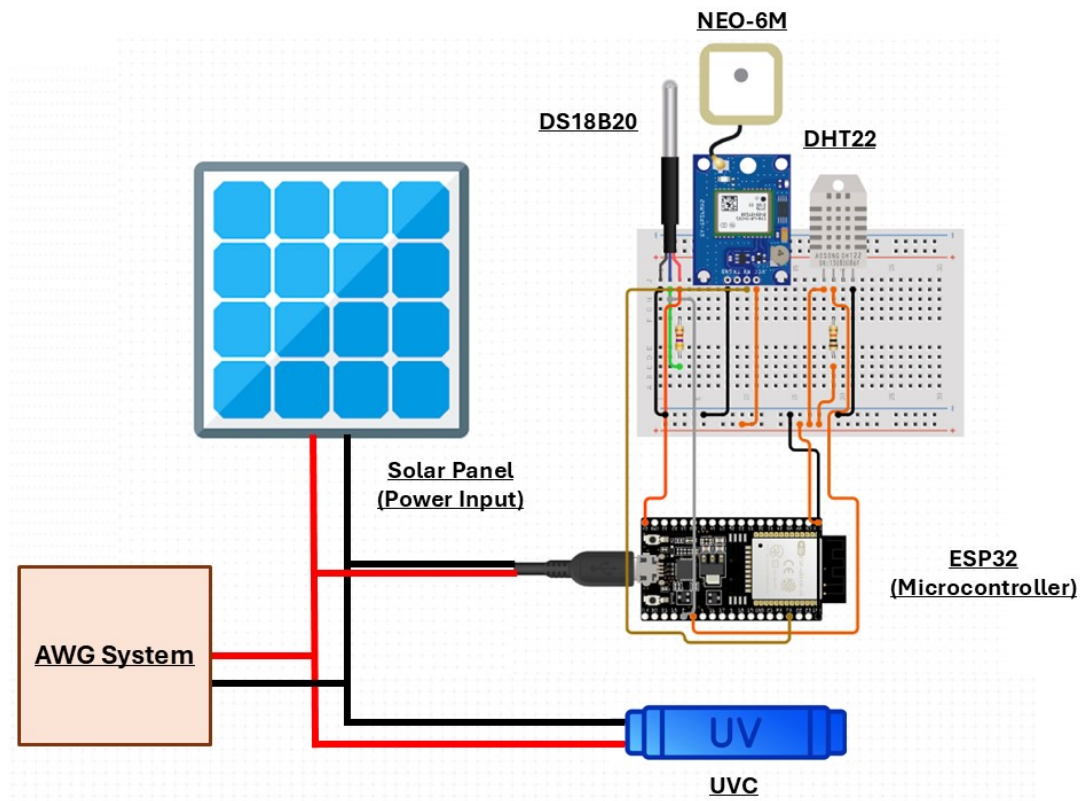 NEO-6M
DS18B20
DHT22
Solar Panel
(Power Input)
ESP32
(Microcontroller)
AWG System
UV
UVC